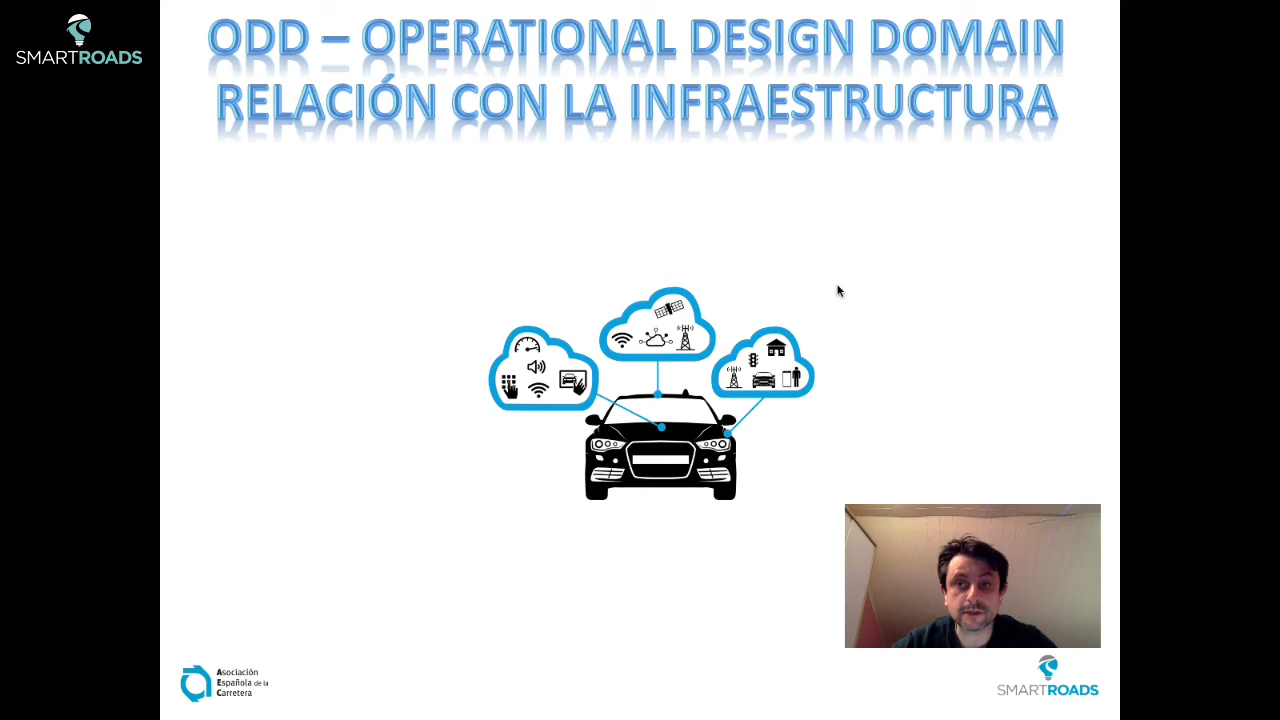 SMARTROADS
ODD – OPERATIONAL DESIGN DOMAIN
RELACIÓN CON LA INFRAESTRUCTURA
Asociación
Española de la
Carretera
SMARTROADS